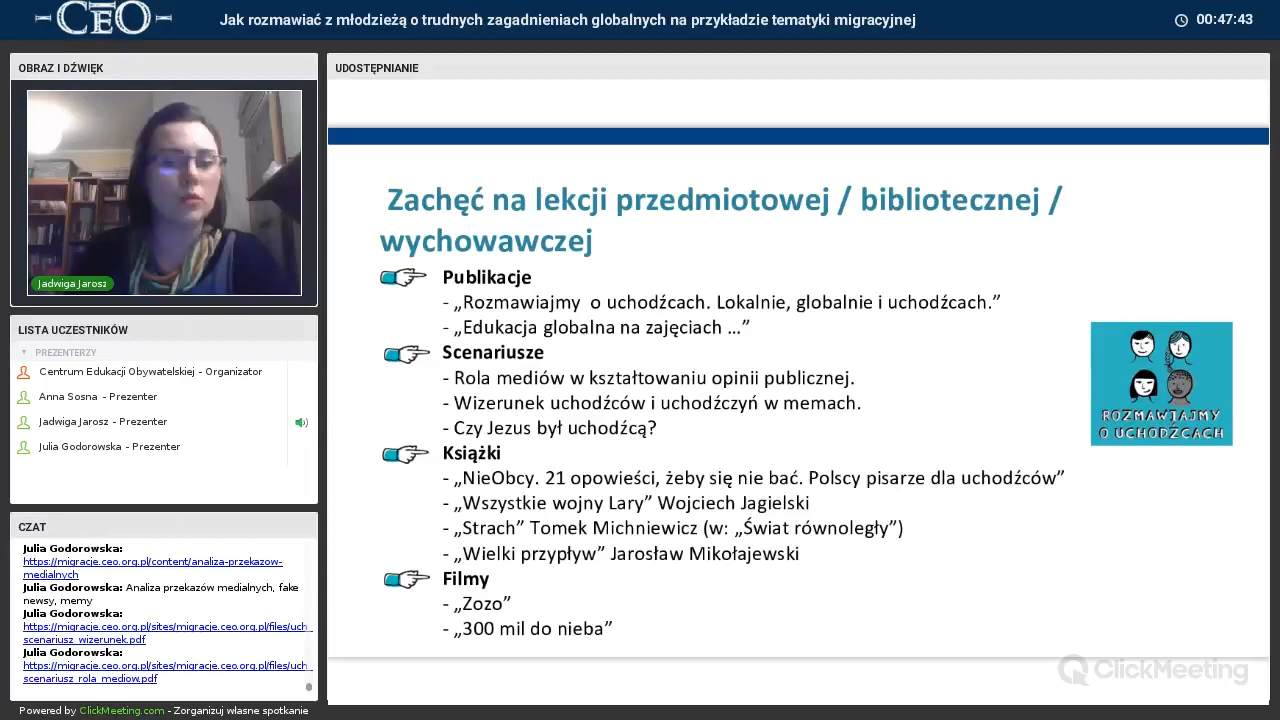 CEO
Jak rozmawiać z młodzieżą o trudnych zagadnieniach globalnych na przykładzie tematyki migracyjnej
00:47:43
OBRAZ I DŹWIĘK
Jadwiga Jarosz
LISTA UCZESTNIKÓW
PREZENTERZY
Centrum Edukacji Obywatelskiej - Organizator
Anna Sosna - Prezenter
Jadwiga Jarosz - Prezenter
Julia Godorowska - Prezenter
CZAT
Julia Godorowska:
https://migracje.ceo.org.pl/content/analiza-przekazow-
medialnych
Julia Godorowska: Analiza przekazów medialnych, fake
newsy, memy
Julia Godorowska:
https://migracje.ceo.org.pl/sites/migracje.ceo.org.pl/files/uch_
scenariusz_wizerunek.pdf
Julia Godorowska:
https://migracje.ceo.org.pl/sites/migracje.ceo.org.pl/files/uch_
scenariusz_rola_mediow.pdf
Powered by ClickMeeting.com - Zorganizuj własne spotkanie
UDOSTĘPNIANIE
Zachęć na lekcji przedmiotowej / bibliotecznej /
wychowawczej
Publikacje
- „Rozmawiajmy o uchodźcach. Lokalnie, globalnie i uchodźcach.”
- „Edukacja globalna na zajęciach …”
Scenariusze
- Rola mediów w kształtowaniu opinii publicznej.
- Wizerunek uchodźców i uchodźczyń w memach.
- Czy Jezus był uchodźcą?
Książki
- „NieObcy. 21 opowieści, żeby się nie bać. Polscy pisarze dla uchodźców”
- „Wszystkie wojny Lary” Wojciech Jagielski
- „Strach” Tomek Michniewicz (w: „Świat równoległy”)
- „Wielki przypływ” Jarosław Mikołajewski
Filmy
- „Zozo”
- „300 mil do nieba”
ROZMAWIAJMY
O UCHODŹCACH
ClickMeeting